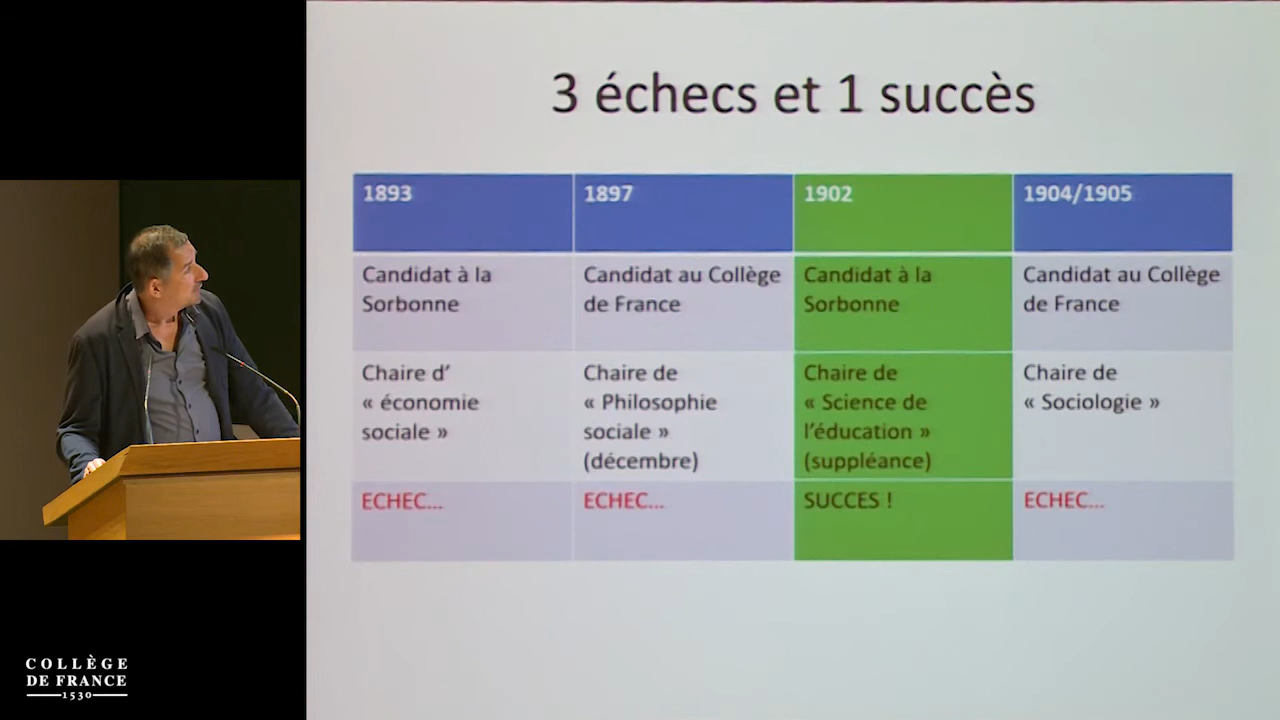 3 échecs et 1 succès
1893
1897
1902
1904/1905
Candidat à la
Sorbonne
Candidat au Collège
de France
Candidat à la
Sorbonne
Candidat au Collège
de France
Chaire d’
« économie
sociale »
Chaire de
« Philosophie
sociale »
(décembre)
Chaire de
« Science de
l’éducation »
(suppléance)
Chaire de
« Sociologie »
ECHEC...
ECHEC...
SUCCES !
ECHEC...
COLLÈGE
DE FRANCE
1530